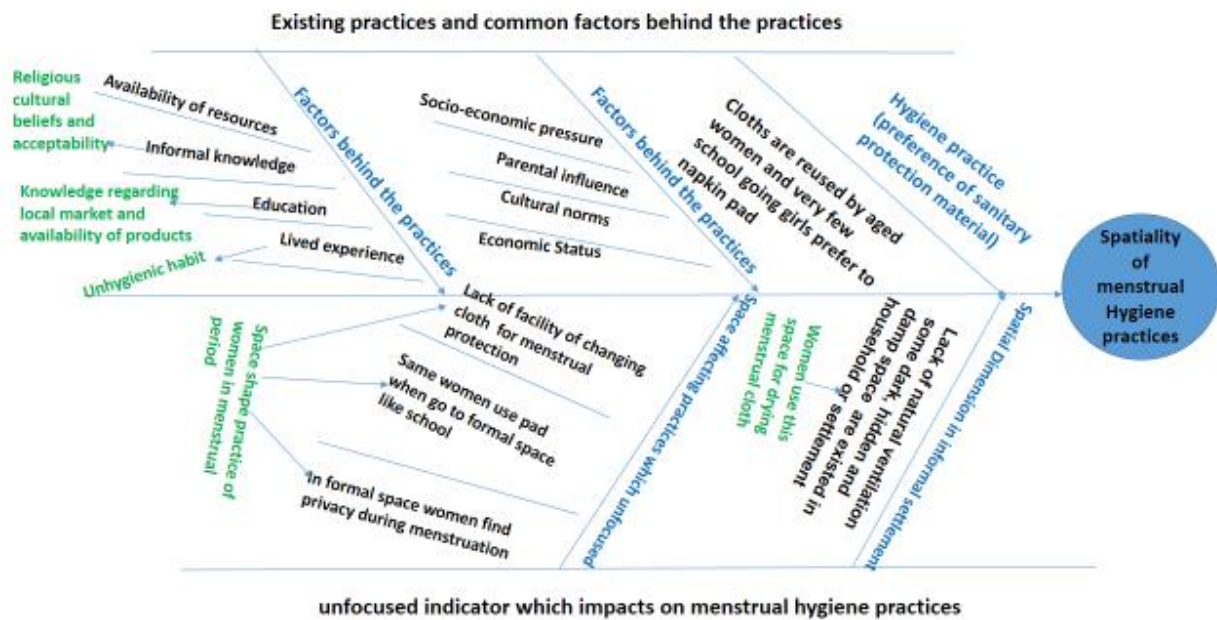 Existing practices and common factors behind the practices
Religious
cultural
beliefs and
acceptability
Availability of resources
Informal knowledge
Knowledge regarding
local market and
availability of products
Education
Lived experience
Unhygienic habit
Factors behind the practices
Socio-economic pressure
Parental influence
Cultural norms
Economic Status
Factors behind the practices
Cloths are reused by aged
women and very few
school going girls prefer to
napkin pad
Hygiene practice
(preference of sanitary
protection material)
Spatiality
of
menstrual
Hygiene
practices
Space shape practice of
women in menstrual
period
Lack of facility of changing
cloth for menstrual
protection
Same women use pad
when go to formal space
like school
In formal space women find
privacy during menstruation
Space affecting practices which unfocused
Women use this
space for drying
menstrual cloth
Lack of natural ventilation
some dark, hidden and
damp space are existed in
household or settlement
Spatial Dimension in informal settlement
unfocused indicator which impacts on menstrual hygiene practices